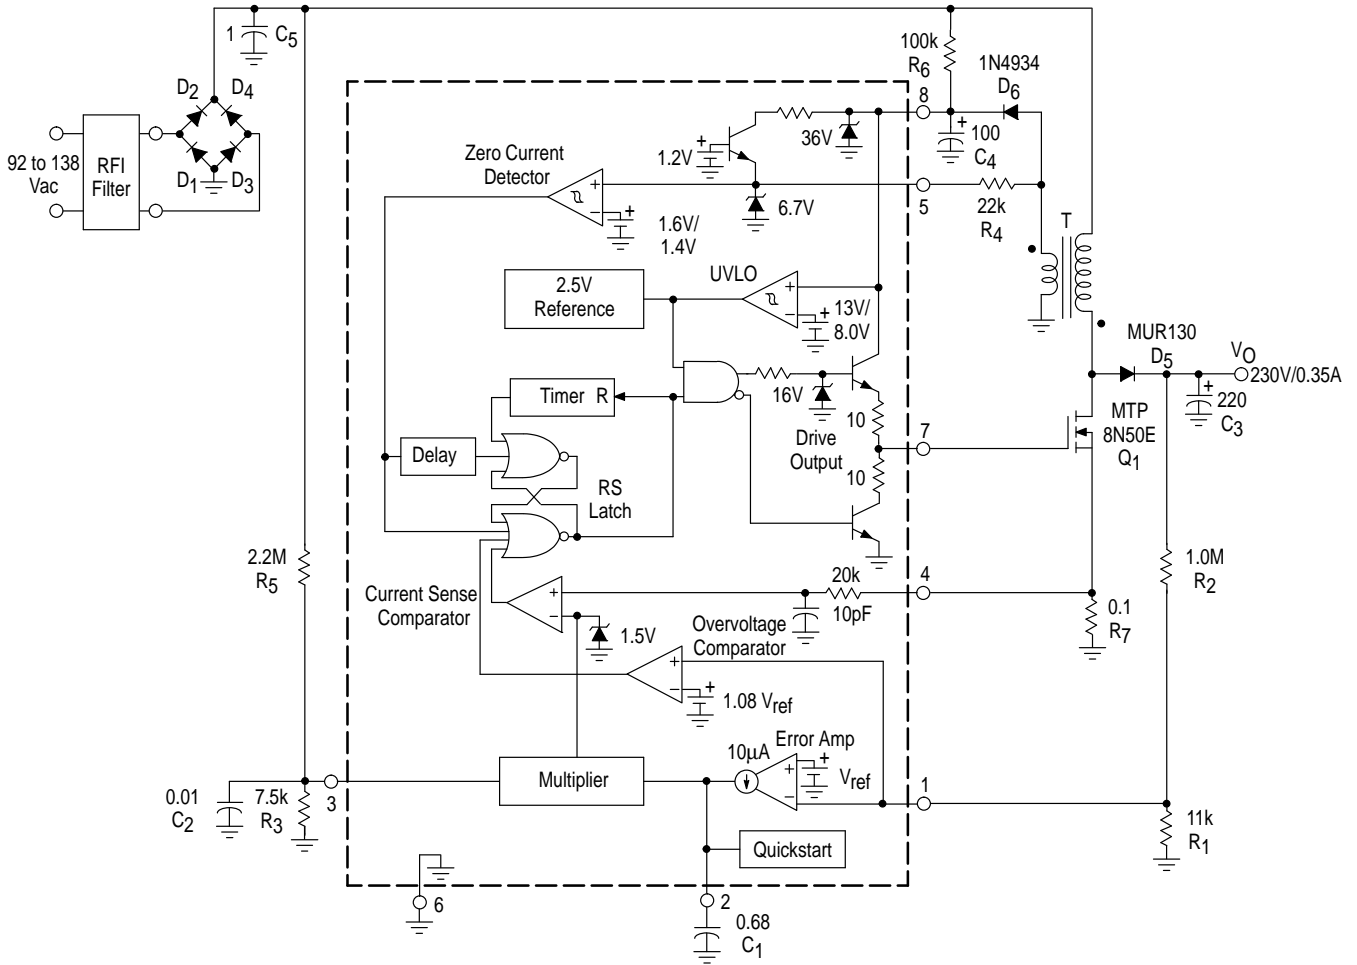 1
C5
100k
R6
1N4934
D6
D2
D4
8
92 to 138
Vac
RFI
Filter
D1
D3
Zero Current
Detector
1.2V
36V
100
C4
+
+
+
−
+
6.7V
5
22k
R4
1.6V/
1.4V
T
UVLO
2.5V
Reference
+
−
+
13V/
8.0V
MUR130
D5
VO
230V/0.35A
Timer R
16V
10
Drive
Output
7
MTP
8N50E
Q1
+
220
C3
Delay
RS
Latch
10
2.2M
R5
Current Sense
Comparator
+
−
20k
10pF
4
1.0M
R2
0.1
R7
1.5V
Overvoltage
Comparator
+
−
+
1.08 Vref
10μA
Error Amp
+
−
+
Vref
Multiplier
1
3
0.01
C2
7.5k
R3
11k
R1
Quickstart
6
2
0.68
C1